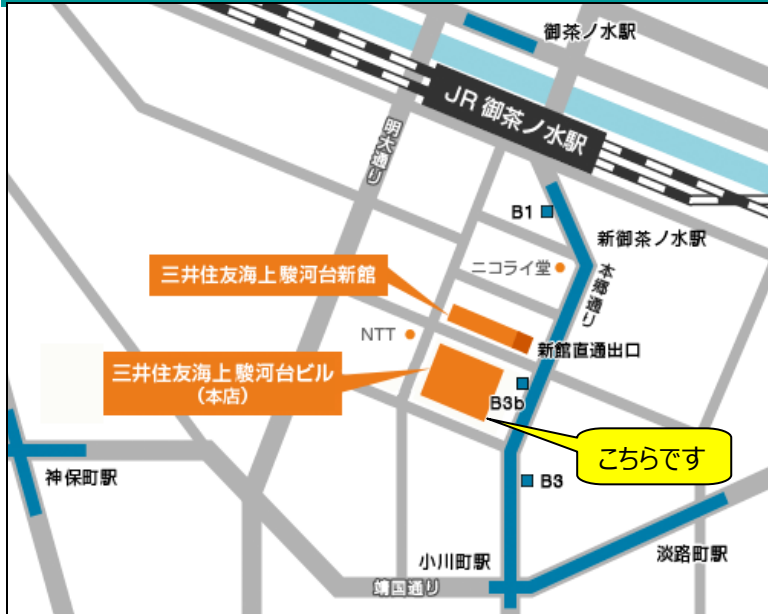 御茶ノ水駅
JR 御茶ノ水駅
明大通り
B1
新御茶ノ水駅
ニコライ堂
本郷通り
三井住友海上 駿河台新館
NTT
新館直通出口
三井住友海上 駿河台ビル
(本店)
B3b
こちらです
神保町駅
B3
小川町駅
淡路町駅
靖国通り